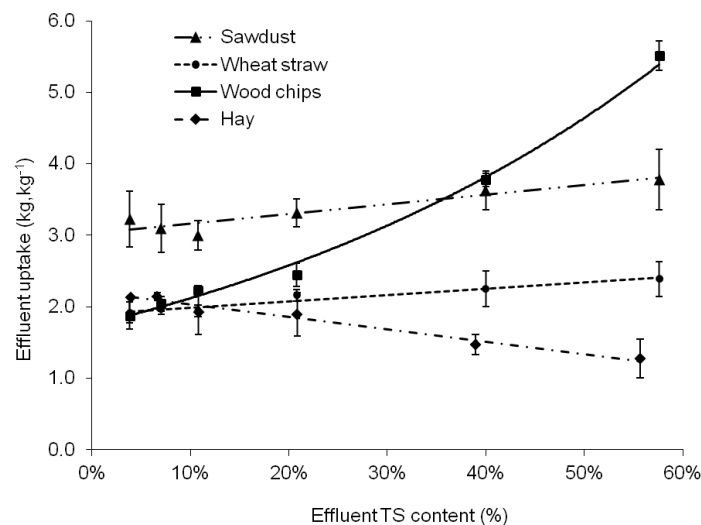 6.0
5.0
4.0
3.0
2.0
1.0
0.0
Effluent uptake (kg.kg⁻¹)
Sawdust
Wheat straw
Wood chips
Hay
0% 10% 20% 30% 40% 50% 60%
Effluent TS content (%)